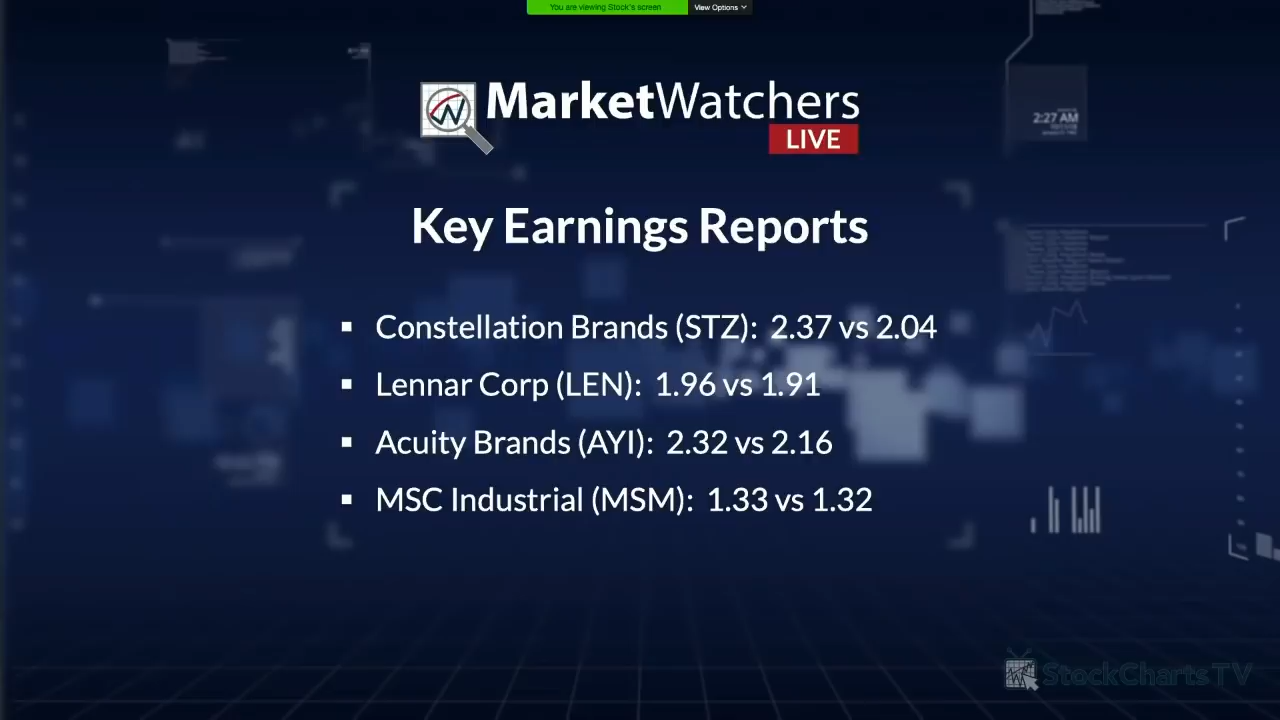 You are viewing Stock's screen View Options
MarketWatchers
LIVE
2:27 AM
Key Earnings Reports
▪ Constellation Brands (STZ): 2.37 vs 2.04
▪ Lennar Corp (LEN): 1.96 vs 1.91
▪ Acuity Brands (AYI): 2.32 vs 2.16
▪ MSC Industrial (MSM): 1.33 vs 1.32
StockChartsTV